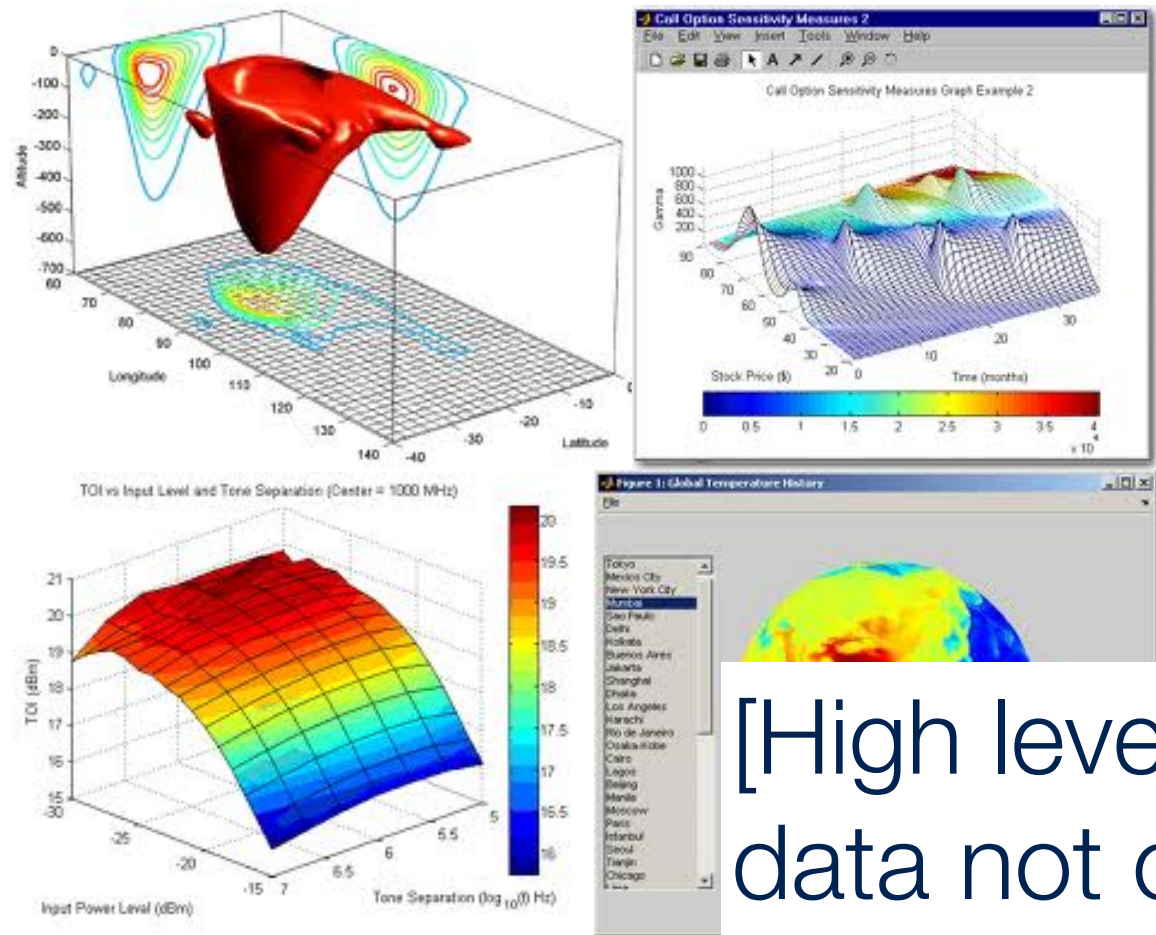 Call Option Sensitivity Measures 2
File Edit View Insert Tools Window Help
Call Option Sensitivity Measures Graph Example 2
0
-100
-200
-300
-400
-500
-600
-700
Altitude
60
70
80
90
100
110
120
130
140
Longitude
-40
-30
-20
-10
0
Latitude
1000
800
600
400
200
Gamma
90
80
70
60
50
40
30
20
Stock Price ($)
0
10
20
30
Time (months)
0 0.5 1 1.5 2 2.5 3 3.5 4
x 10
4
TOI vs Input Level and Tone Separation (Center = 1000 MHz)
21
20
19
18
17
16
15
TOI (dBm)
-30
-25
-20
-15
Input Power Level (dBm)
7
6.5
6
5.5
5
Tone Separation (log10(f) Hz)
20
19.5
19
18.5
18
17.5
17
16.5
16
Figure 1: Global Temperature History
File
Tokyo
Mexico City
New York City
Mumbai
Sao Paulo
Delhi
Kolkata
Buenos Aires
Jakarta
Shanghai
Dhaka
Los Angeles
Karachi
Rio de Janeiro
Osaka-Kobe
Cairo
Lagos
Beijing
Manila
Moscow
Paris
Istanbul
Seoul
Tianjin
Chicago
[High leve
data not